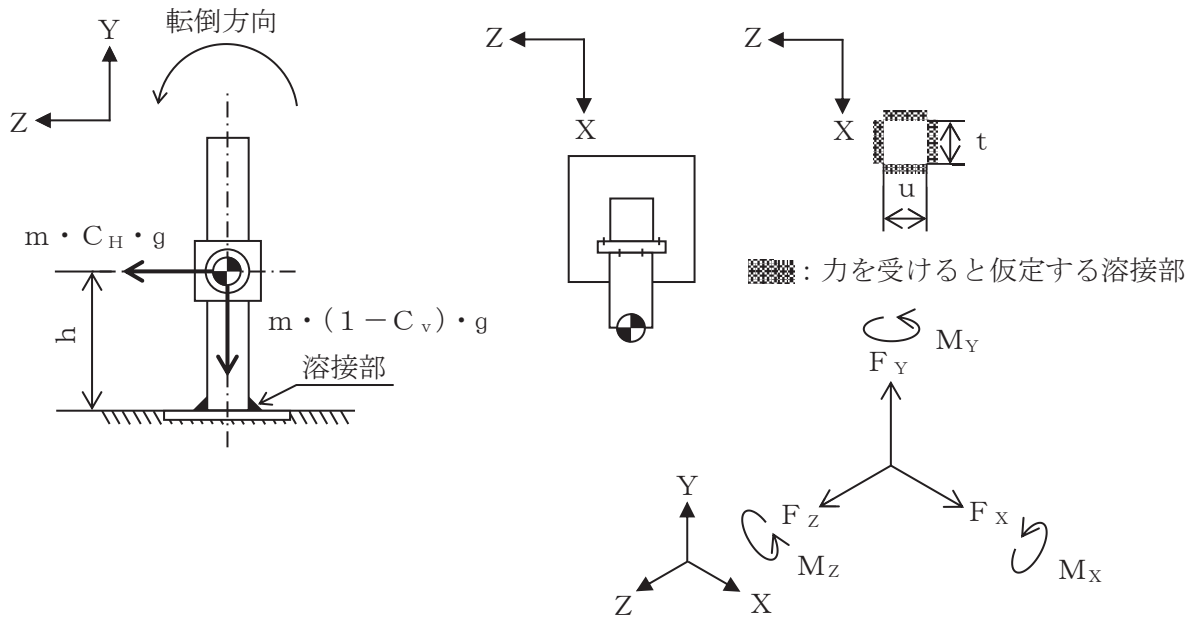 転倒方向
Y
Z
m・C_H・g
h
m・(1－C_v)・g
溶接部
Z
X
Z
X
t
u
：力を受けると仮定する溶接部
M_Y
F_Y
F_Z
F_X
M_Z
M_X
Y
Z
X